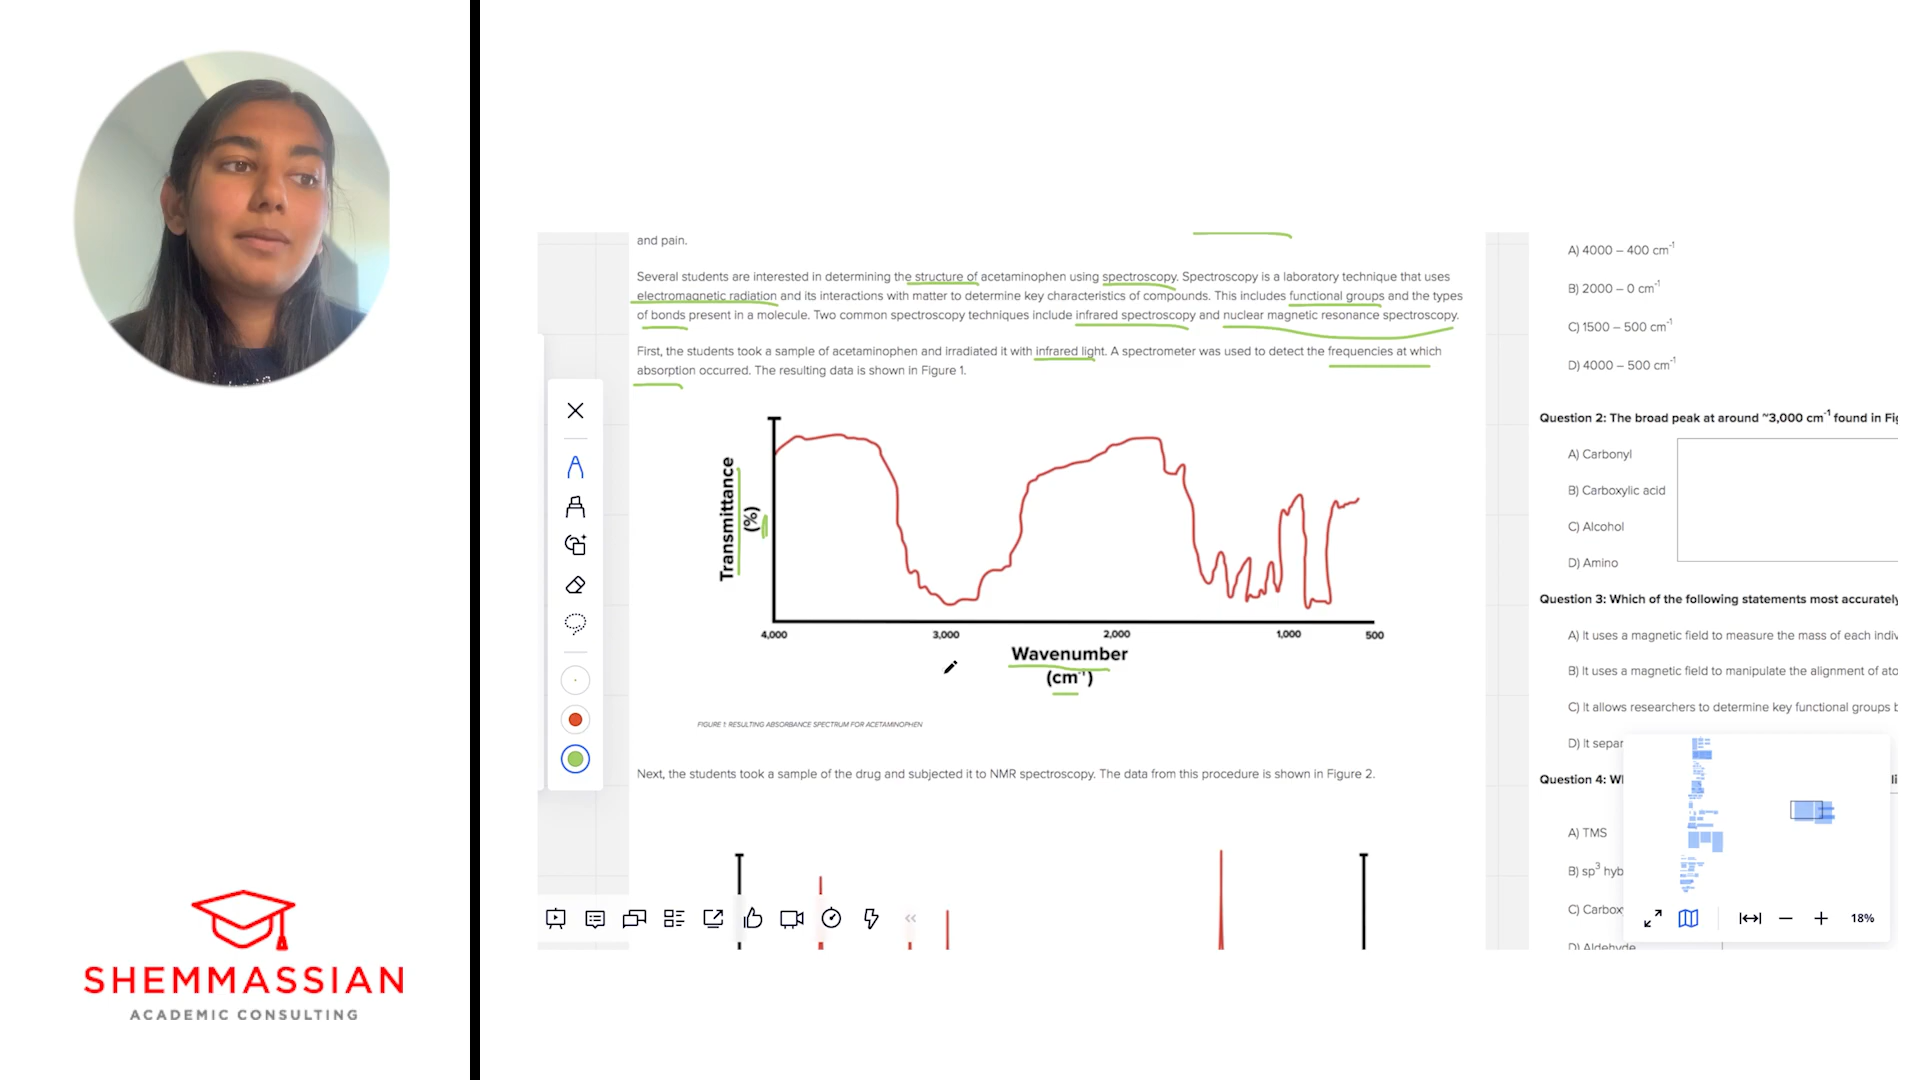 and pain.
Several students are interested in determining the structure of acetaminophen using spectroscopy. Spectroscopy is a laboratory technique that uses
electromagnetic radiation and its interactions with matter to determine key characteristics of compounds. This includes functional groups and the types
of bonds present in a molecule. Two common spectroscopy techniques include infrared spectroscopy and nuclear magnetic resonance spectroscopy.
First, the students took a sample of acetaminophen and irradiated it with infrared light. A spectrometer was used to detect the frequencies at which
absorption occurred. The resulting data is shown in Figure 1.
Transmittance
(%)
4,000
3,000
2,000
1,000
500
Wavenumber
(cm⁻¹)
FIGURE 1: RESULTING ABSORBANCE SPECTRUM FOR ACETAMINOPHEN
Next, the students took a sample of the drug and subjected it to NMR spectroscopy. The data from this procedure is shown in Figure 2.
A) 4000 – 400 cm⁻¹
B) 2000 – 0 cm⁻¹
C) 1500 – 500 cm⁻¹
D) 4000 – 500 cm⁻¹
Question 2: The broad peak at around ~3,000 cm⁻¹ found in Fig
A) Carbonyl
B) Carboxylic acid
C) Alcohol
D) Amino
Question 3: Which of the following statements most accurately
A) It uses a magnetic field to measure the mass of each indiv
B) It uses a magnetic field to manipulate the alignment of ato
C) It allows researchers to determine key functional groups b
D) It separ
Question 4: Wh
A) TMS
B) sp³ hyb
C) Carbox
D) Aldehyde
18%
SHEMMASSIAN
ACADEMIC CONSULTING